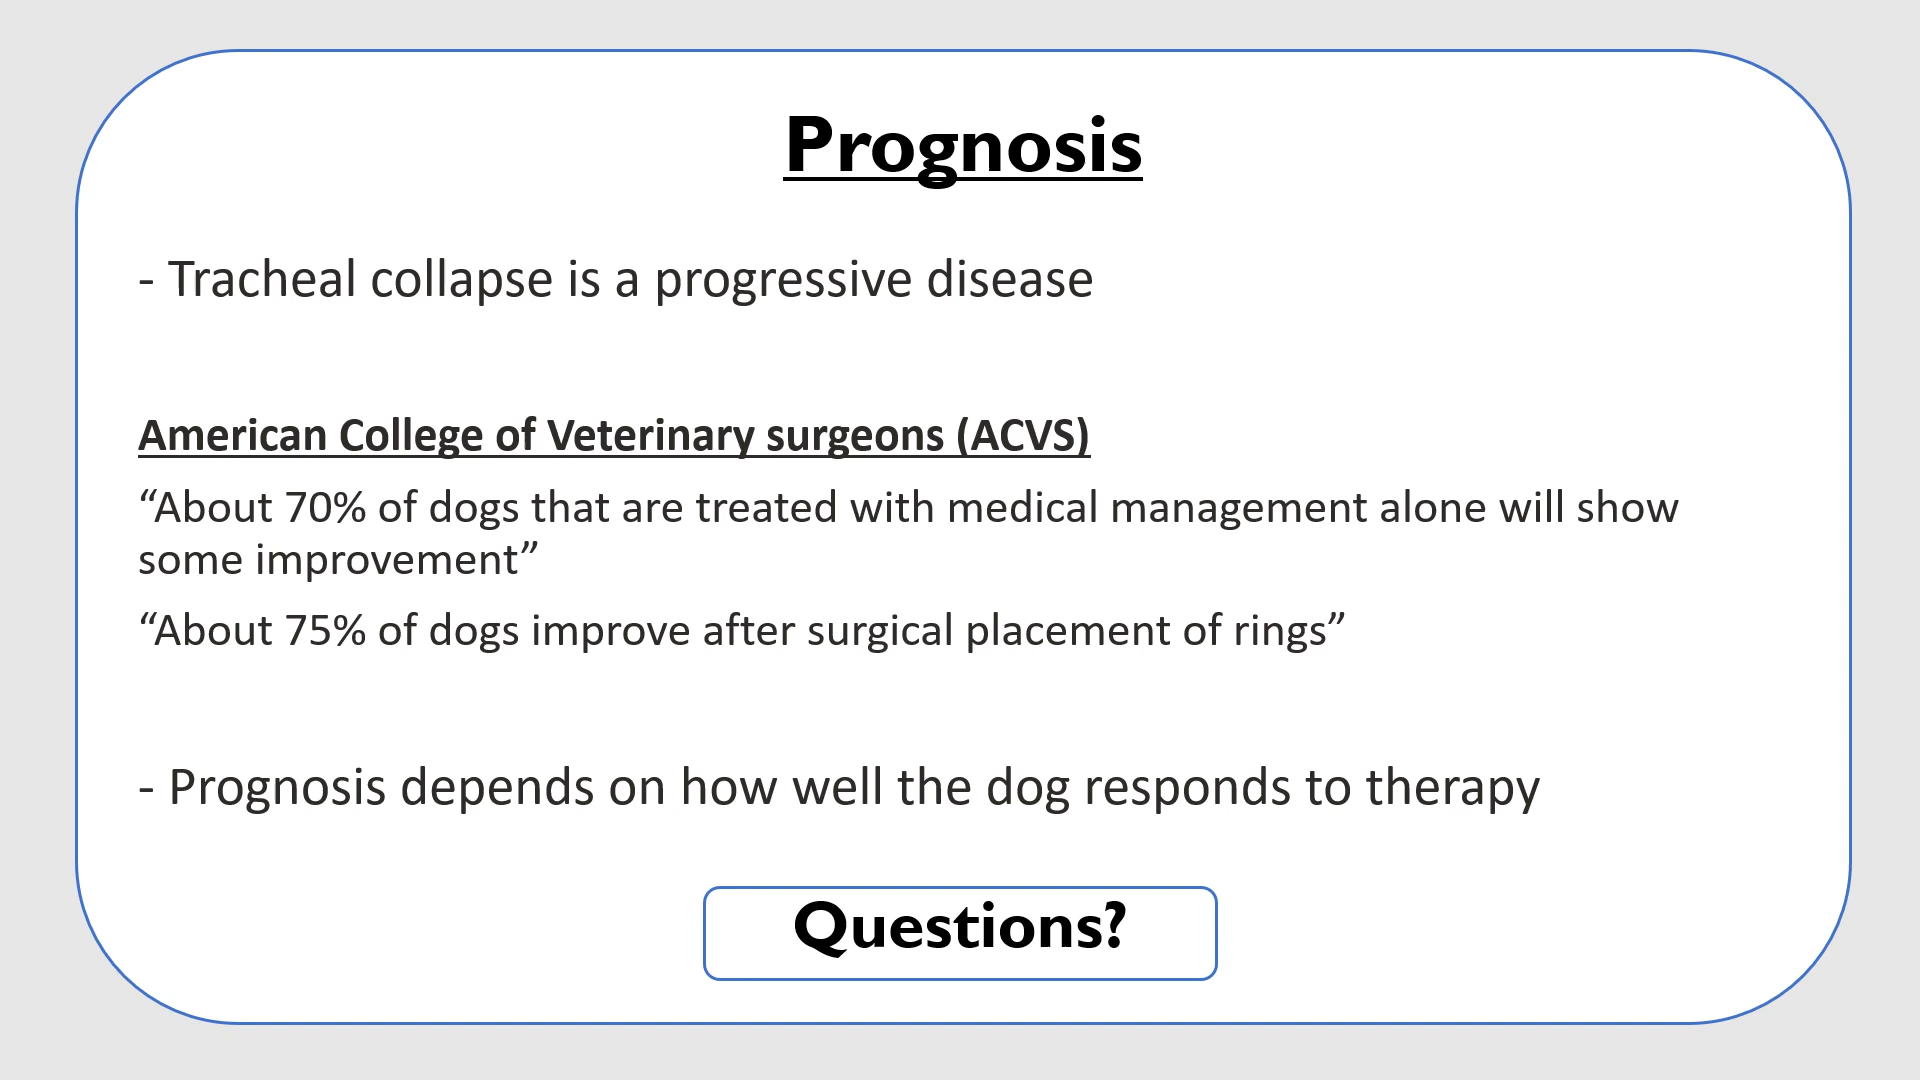 Prognosis
- Tracheal collapse is a progressive disease
American College of Veterinary surgeons (ACVS)
“About 70% of dogs that are treated with medical management alone will show
some improvement”
“About 75% of dogs improve after surgical placement of rings”
- Prognosis depends on how well the dog responds to therapy
Questions?